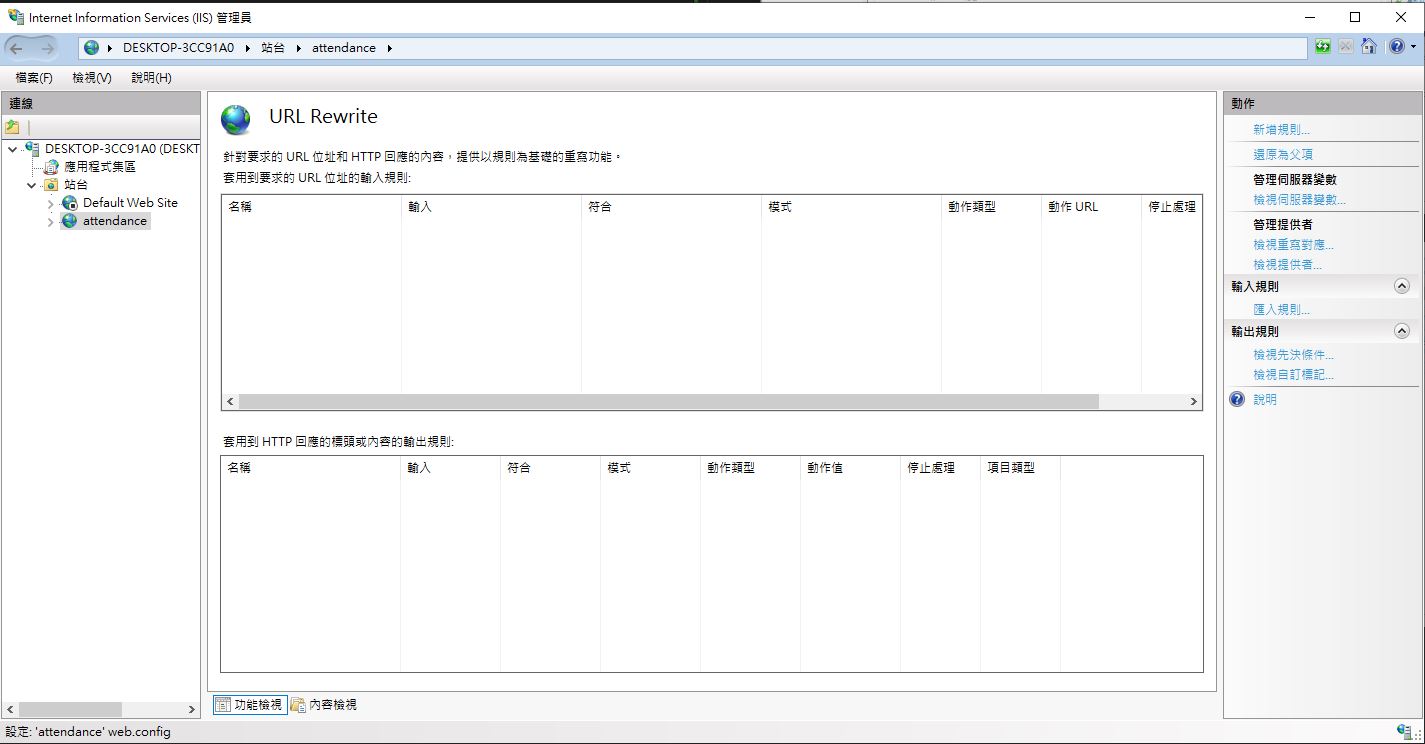 Internet Information Services (IIS) 管理員
DESKTOP-3CC91A0 站台 attendance
檔案(F) 檢視(V) 說明(H)
連線
DESKTOP-3CC91A0 (DESKT
應用程式集區
站台
Default Web Site
attendance
URL Rewrite
針對要求的 URL 位址和 HTTP 回應的內容，提供以規則為基礎的重寫功能。
套用到要求的 URL 位址的輸入規則:
名稱 輸入 符合 模式 動作類型 動作 URL 停止處理
套用到 HTTP 回應的標頭或內容的輸出規則:
名稱 輸入 符合 模式 動作類型 動作值 停止處理 項目類型
功能檢視 內容檢視
動作
新增規則...
還原為父項
管理伺服器變數
檢視伺服器變數...
管理提供者
檢視重寫對應...
檢視提供者...
輸入規則
匯入規則...
輸出規則
檢視先決條件...
檢視自訂標記...
說明
設定: 'attendance' web.config